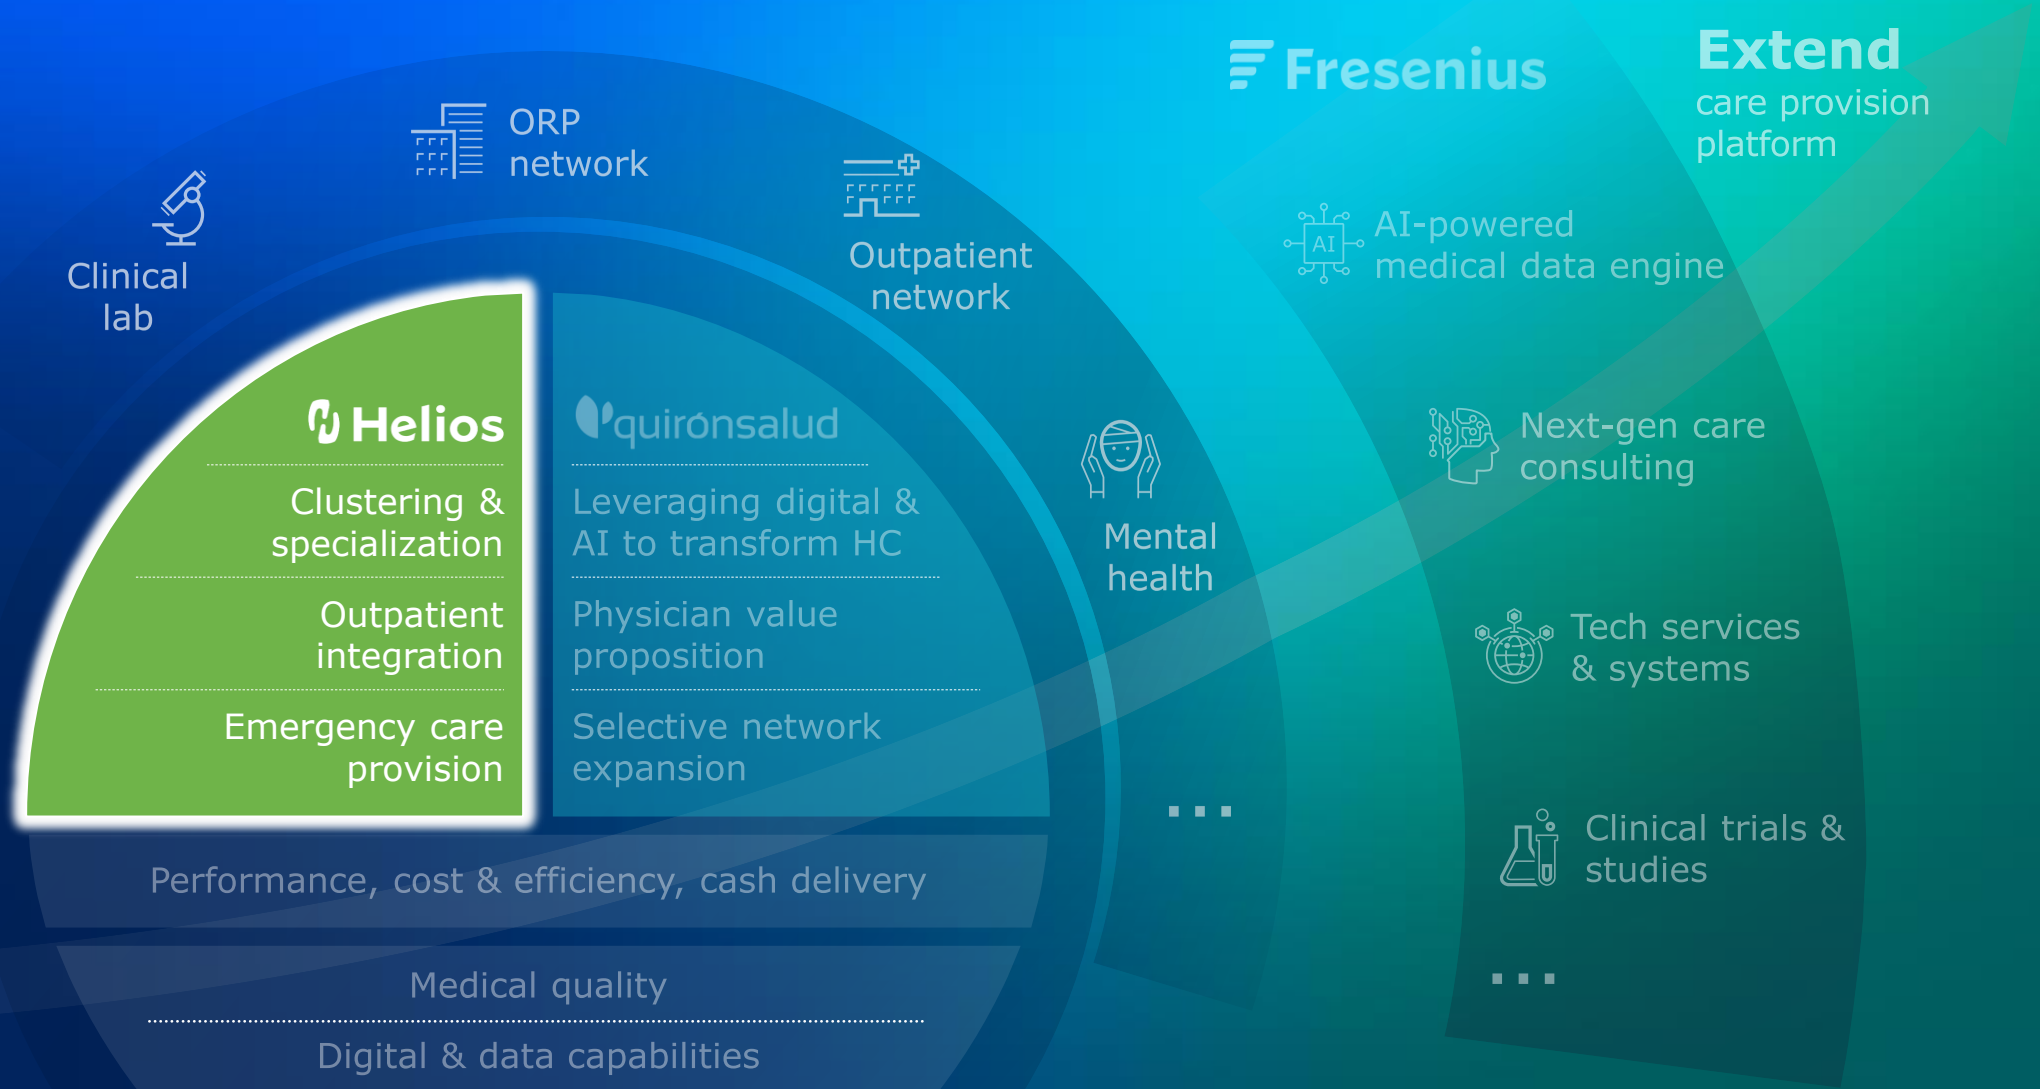 Fresenius
Extend
care provision
platform
ORP
network
Clinical
lab
Outpatient
network
Mental
health
...
AI
AI-powered
medical data engine
Next-gen care
consulting
Tech services
& systems
Clinical trials &
studies
...
Helios
Clustering &
specialization
Outpatient
integration
Emergency care
provision
quirónsalud
Leveraging digital &
AI to transform HC
Physician value
proposition
Selective network
expansion
Performance, cost & efficiency, cash delivery
Medical quality
Digital & data capabilities